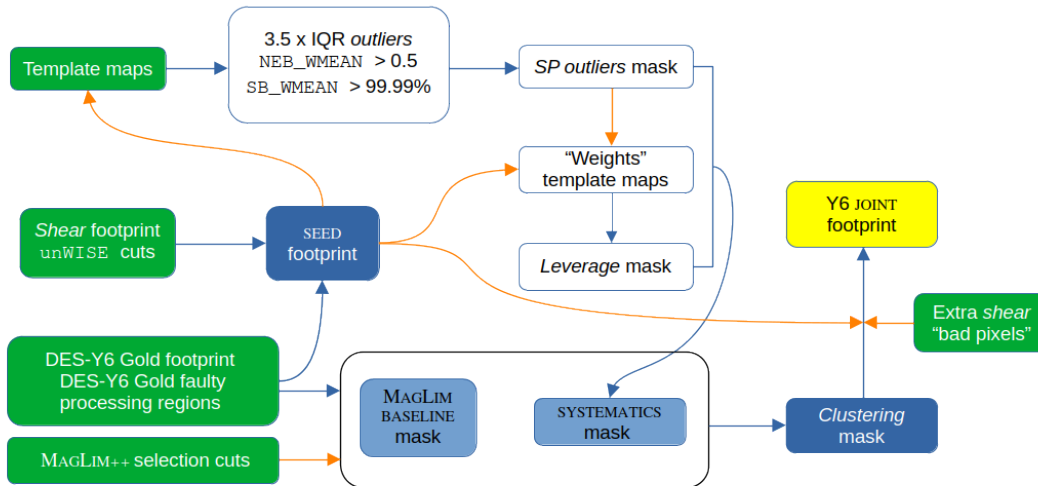 Template maps
3.5 x IQR outliers
NEB_WMEAN > 0.5
SB_WMEAN > 99.99%
SP outliers mask
"Weights"
template maps
Leverage mask
Shear footprint
unWISE cuts
SEED
footprint
Y6 JOINT
footprint
Extra shear
"bad pixels"
DES-Y6 Gold footprint
DES-Y6 Gold faulty
processing regions
MAGLIM
BASELINE
mask
SYSTEMATICS
mask
Clustering
mask
MAGLIM++ selection cuts